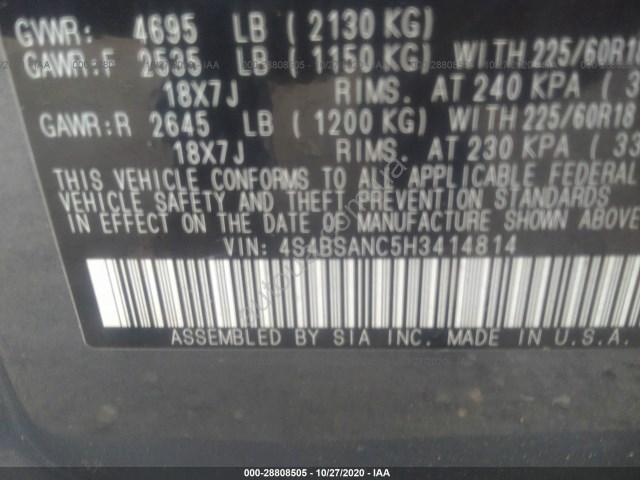 GVWR: 4695 LB ( 2130 KG)
GAWR:F 2535 LB ( 1150 KG) WITH 225/60R18
18X7J RIMS. AT 240 KPA ( 3
GAWR:R 2645 LB ( 1200 KG) WITH 225/60R18
18X7J RIMS. AT 230 KPA ( 33
THIS VEHICLE CONFORMS TO ALL APPLICABLE FEDERAL
VEHICLE SAFETY AND THEFT PREVENTION STANDARDS
IN EFFECT ON THE DATE OF MANUFACTURE SHOWN ABOVE
VIN: 4S4BSANC5H3414814
ASSEMBLED BY SIA INC. MADE IN U.S.A.
000-28808505 - 10/27/2020 - IAA